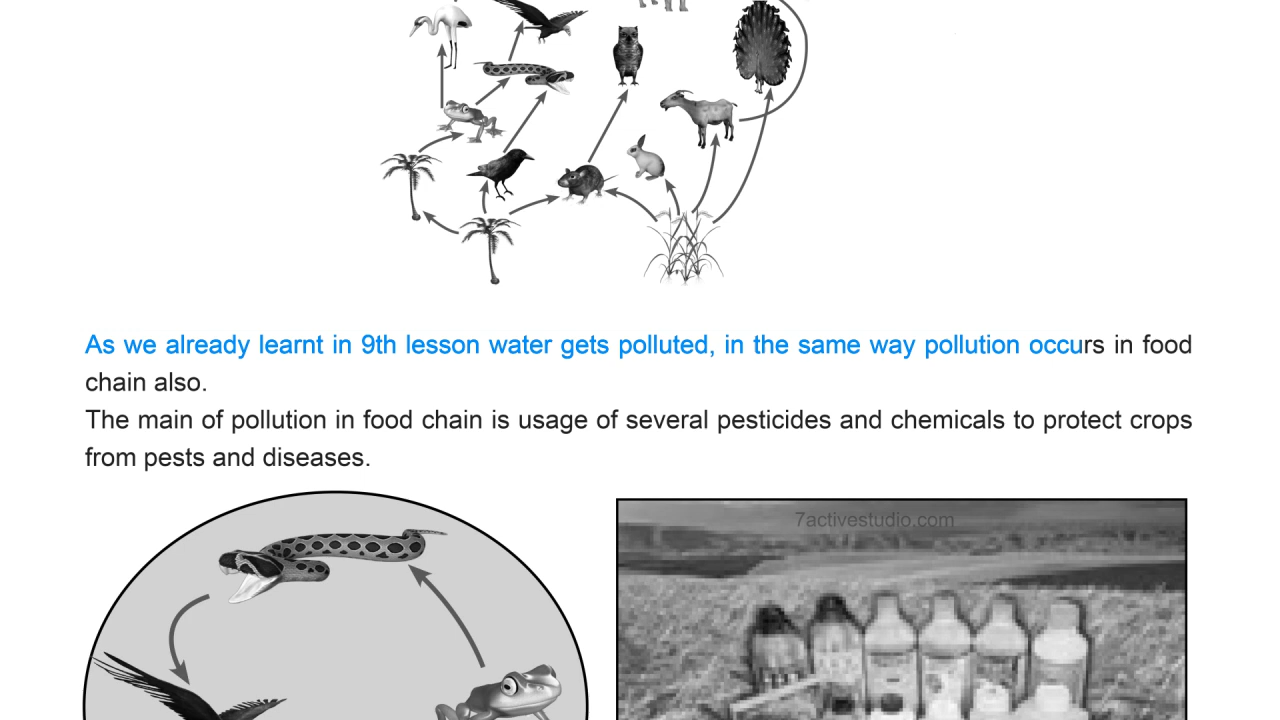 As we already learnt in 9th lesson water gets polluted, in the same way pollution occurs in food
chain also.
The main of pollution in food chain is usage of several pesticides and chemicals to protect crops
from pests and diseases.
7activestudio.com